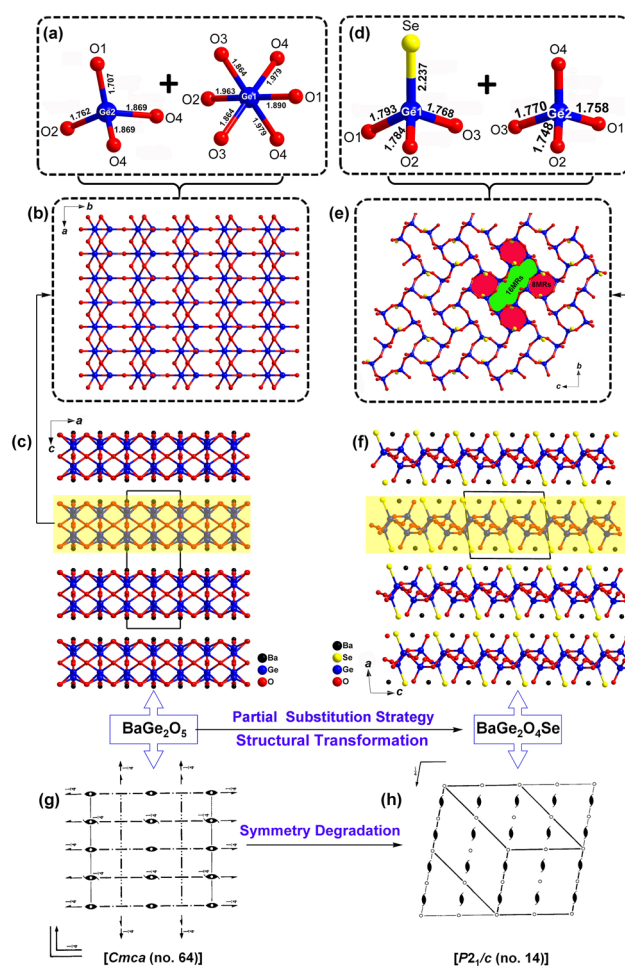 (a)
O1
1.707
Ge2
1.762
1.869
O2
O4
1.869
O4
+
O3
O4
1.864
1.979
O2
1.963
Ge1
1.890
O1
1.864
1.979
O3
O4
(d)
Se
2.237
1.793
Ge1
1.768
O1
1.784
O3
O2
+
O4
1.770
Ge2
1.758
O3
1.748
O1
O2
(b)
b
a
(e)
16MRs
8MRs
b
c
(c)
a
c
Ba
Ge
O
(f)
Ba
Se
Ge
O
a
c
BaGe₂O₅
Partial Substitution Strategy
Structural Transformation
BaGe₂O₄Se
(g)
Symmetry Degradation
(h)
[Cmca (no. 64)]
[P2₁/c (no. 14)]